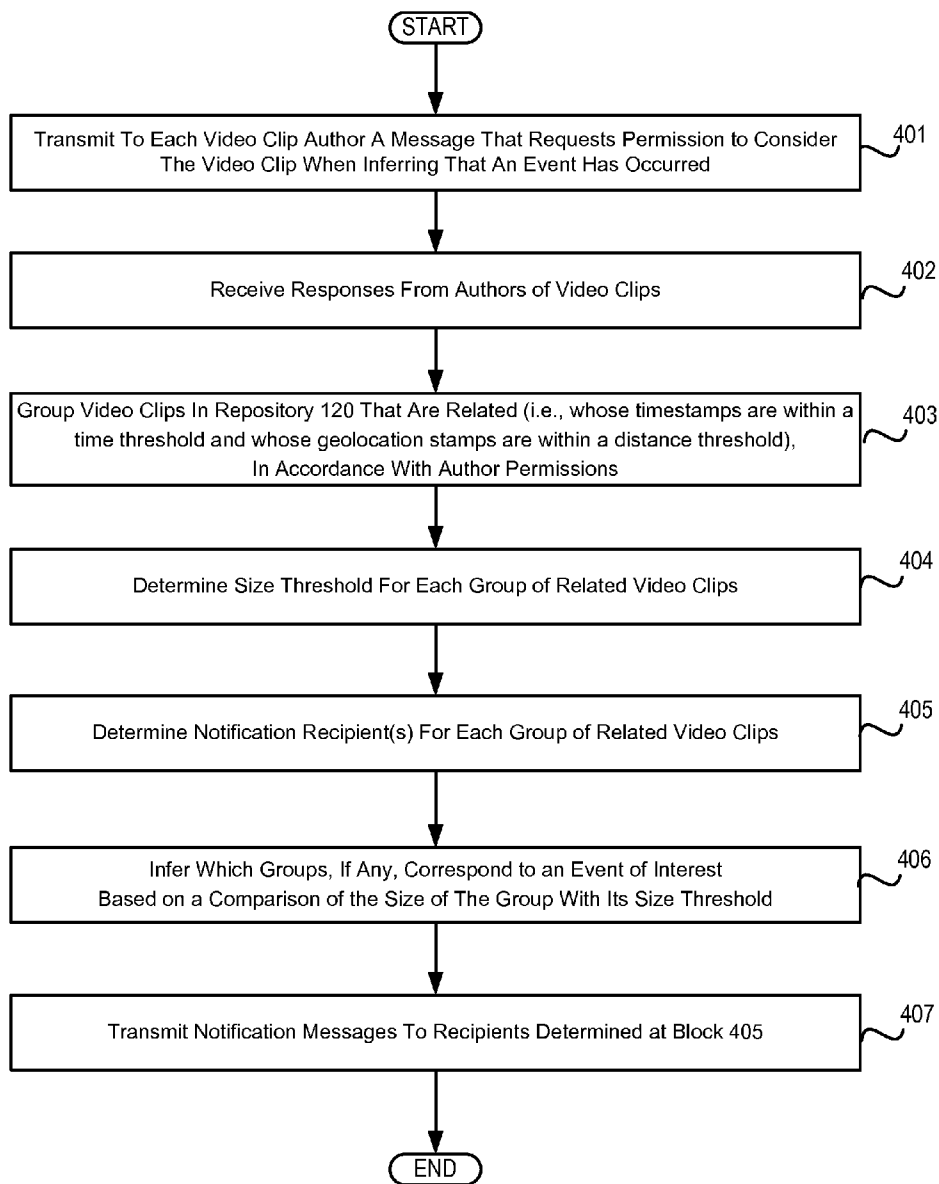 START
Transmit To Each Video Clip Author A Message That Requests Permission to Consider
The Video Clip When Inferring That An Event Has Occurred
401
Receive Responses From Authors of Video Clips
402
Group Video Clips In Repository 120 That Are Related (i.e., whose timestamps are within a
time threshold and whose geolocation stamps are within a distance threshold),
In Accordance With Author Permissions
403
Determine Size Threshold For Each Group of Related Video Clips
404
Determine Notification Recipient(s) For Each Group of Related Video Clips
405
Infer Which Groups, If Any, Correspond to an Event of Interest
Based on a Comparison of the Size of The Group With Its Size Threshold
406
Transmit Notification Messages To Recipients Determined at Block 405
407
END